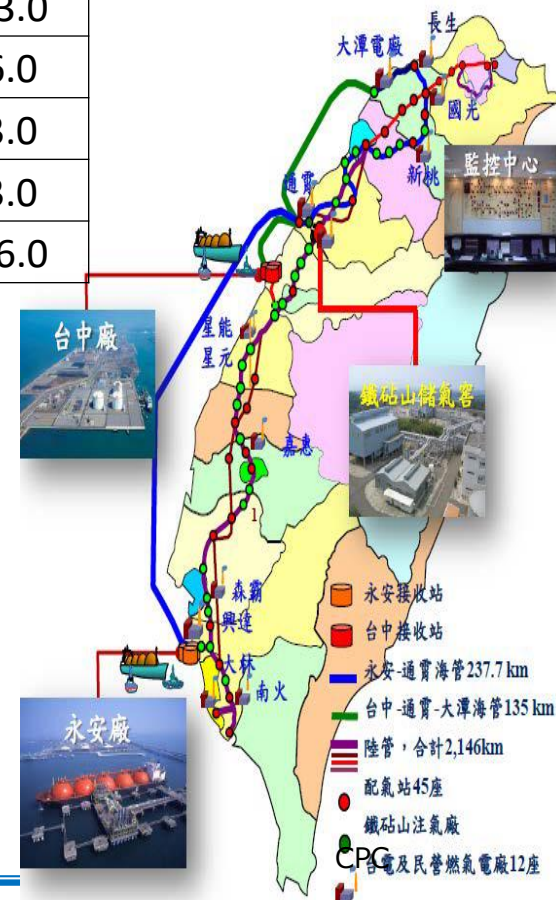 3.0
6.0
3.0
3.0
6.0
長生
大潭電廠
國光
監控中心
新桃
通霄
台中廠
星能
星元
鐵砧山儲氣窖
嘉惠
1
森霸
興達
大林
南火
永安廠
永安接收站
台中接收站
永安-通霄海管237.7 km
台中-通霄-大潭海管135 km
陸管，合計2,146km
配氣站45座
鐵砧山注氣廠
CPC
台電及民營燃氣電廠12座